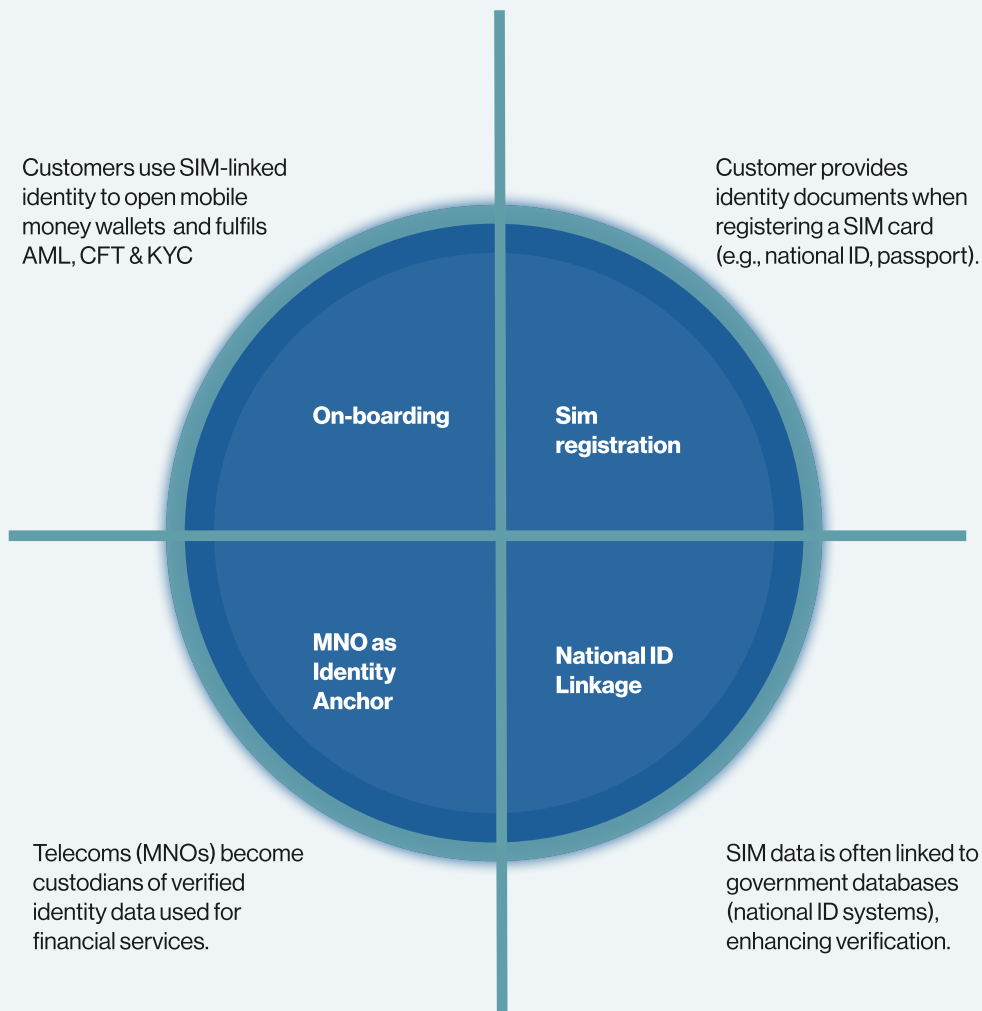 Customers use SIM-linked
identity to open mobile
money wallets and fulfils
AML, CFT & KYC
Customer provides
identity documents when
registering a SIM card
(e.g., national ID, passport).
On-boarding
Sim
registration
MNO as
Identity
Anchor
National ID
Linkage
Telecoms (MNOs) become
custodians of verified
identity data used for
financial services.
SIM data is often linked to
government databases
(national ID systems),
enhancing verification.